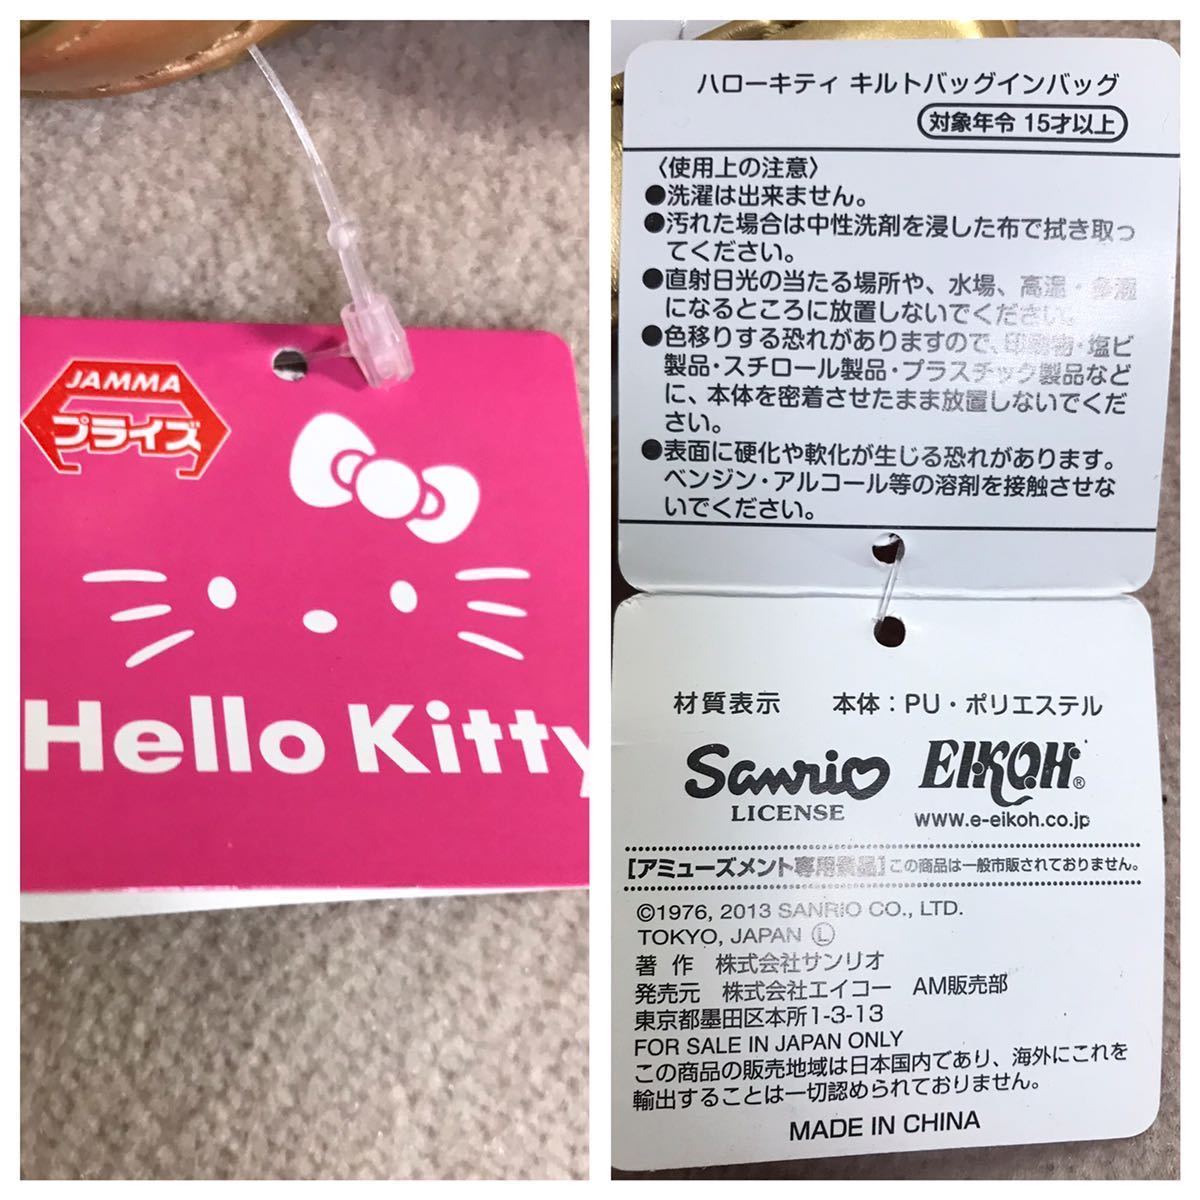 JAMMA
プライズ
Hello Kitty
ハローキティ キルトバッグインバッグ
対象年令 15才以上
〈使用上の注意〉
●洗濯は出来ません。
●汚れた場合は中性洗剤を浸した布で拭き取っ
てください。
●直射日光の当たる場所や、水場、高温・多湿
になるところに放置しないでください。
●色移りする恐れがありますので、印刷物・塩ビ
製品・スチロール製品・プラスチック製品など
に、本体を密着させたまま放置しないでくだ
さい。
●表面に硬化や軟化が生じる恐れがあります。
ベンジン・アルコール等の溶剤を接触させな
いでください。
材質表示 本体：PU・ポリエステル
Sanrio EIKOH®
LICENSE www.e-eikoh.co.jp
[アミューズメント専用景品] この商品は一般市販されておりません。
©1976, 2013 SANRIO CO., LTD.
TOKYO, JAPAN Ⓛ
著作 株式会社サンリオ
発売元 株式会社エイコー AM販売部
東京都墨田区本所1-3-13
FOR SALE IN JAPAN ONLY
この商品の販売地域は日本国内であり、海外にこれを
輸出することは一切認められておりません。
MADE IN CHINA